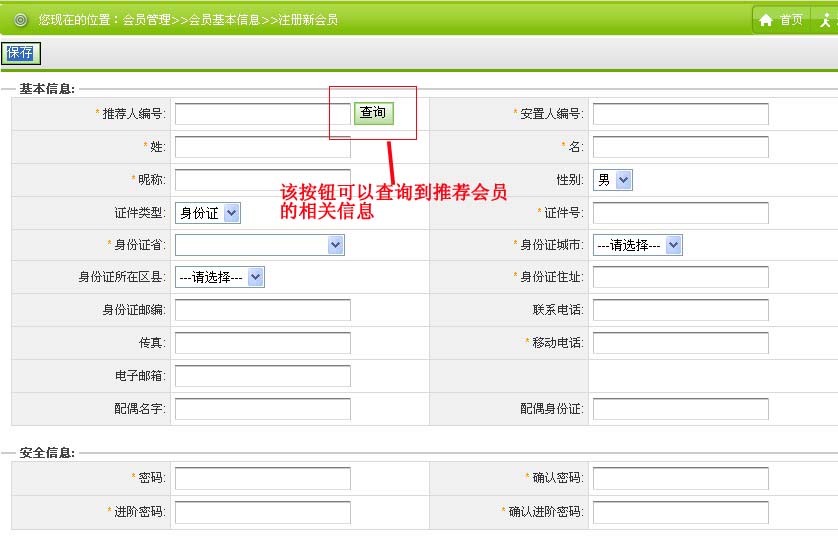 您现在的位置：会员管理>>会员基本信息>>注册新会员 首页
保存
基本信息:
*推荐人编号: 查询 *安置人编号:
*姓: *名:
*昵称: 性别: 男
该按钮可以查询到推荐会员
的相关信息
证件类型: 身份证 *证件号:
*身份证省: *身份证城市: ---请选择---
身份证所在区县: ---请选择--- *身份证住址:
身份证邮编: 联系电话:
传真: *移动电话:
电子邮箱:
配偶名字: 配偶身份证:
安全信息:
*密码: *确认密码:
*进阶密码: *确认进阶密码: